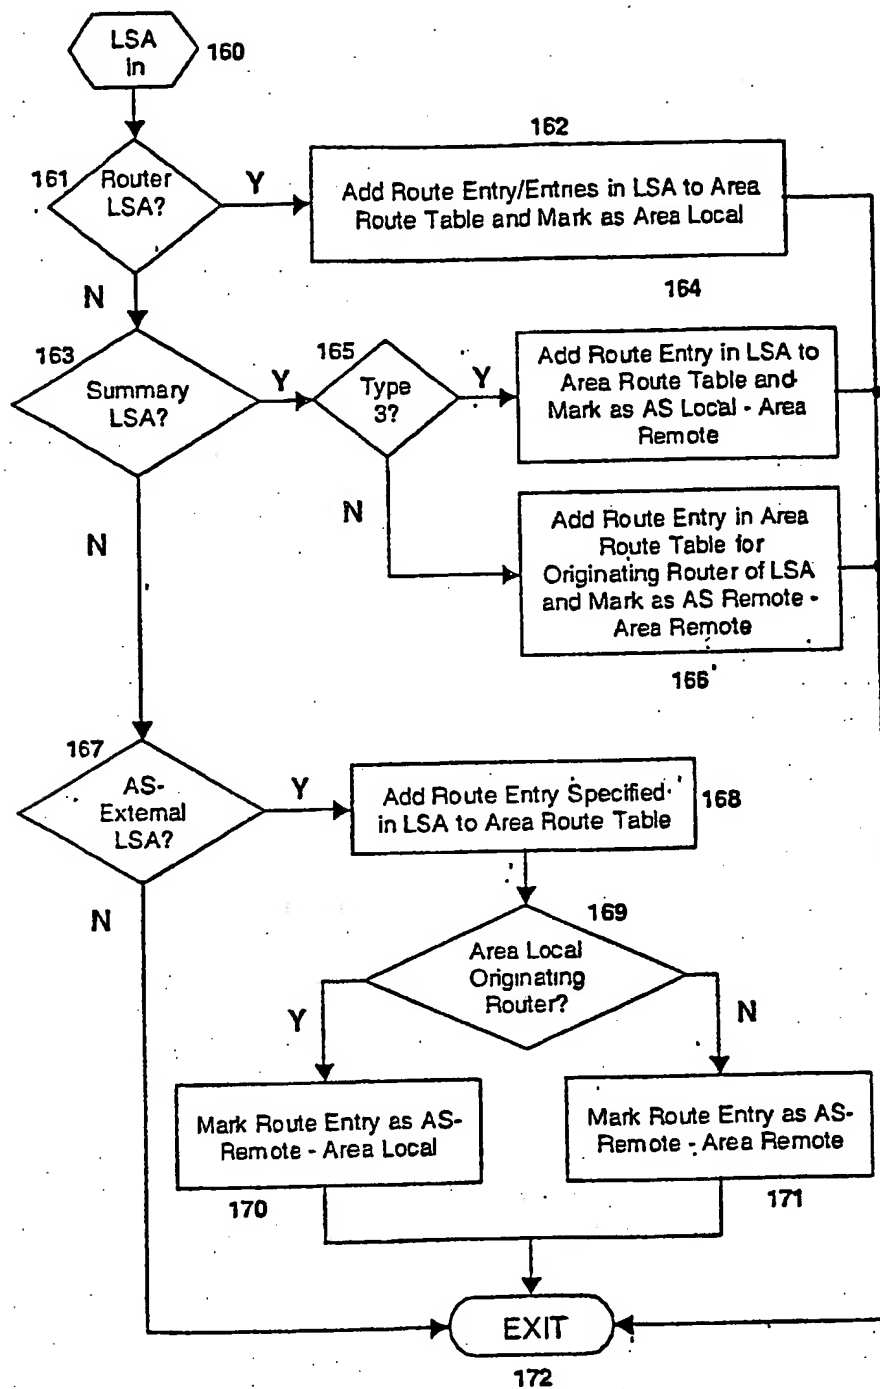 LSA
In
160
162
161
Router
LSA?
Y
Add Route Entry/Entries in LSA to Area
Route Table and Mark as Area Local
N
164
163
Summary
LSA?
Y
165
Type
3?
Y
Add Route Entry in LSA to
Area Route Table and
Mark as AS Local - Area
Remote
N
N
Add Route Entry in Area
Route Table for
Originating Router of LSA
and Mark as AS Remote -
Area Remote
166
167
AS-
External
LSA?
Y
Add Route Entry Specified
in LSA to Area Route Table
168
N
169
Area Local
Originating
Router?
Y
N
Mark Route Entry as AS-
Remote - Area Local
Mark Route Entry as AS-
Remote - Area Remote
170
171
EXIT
172